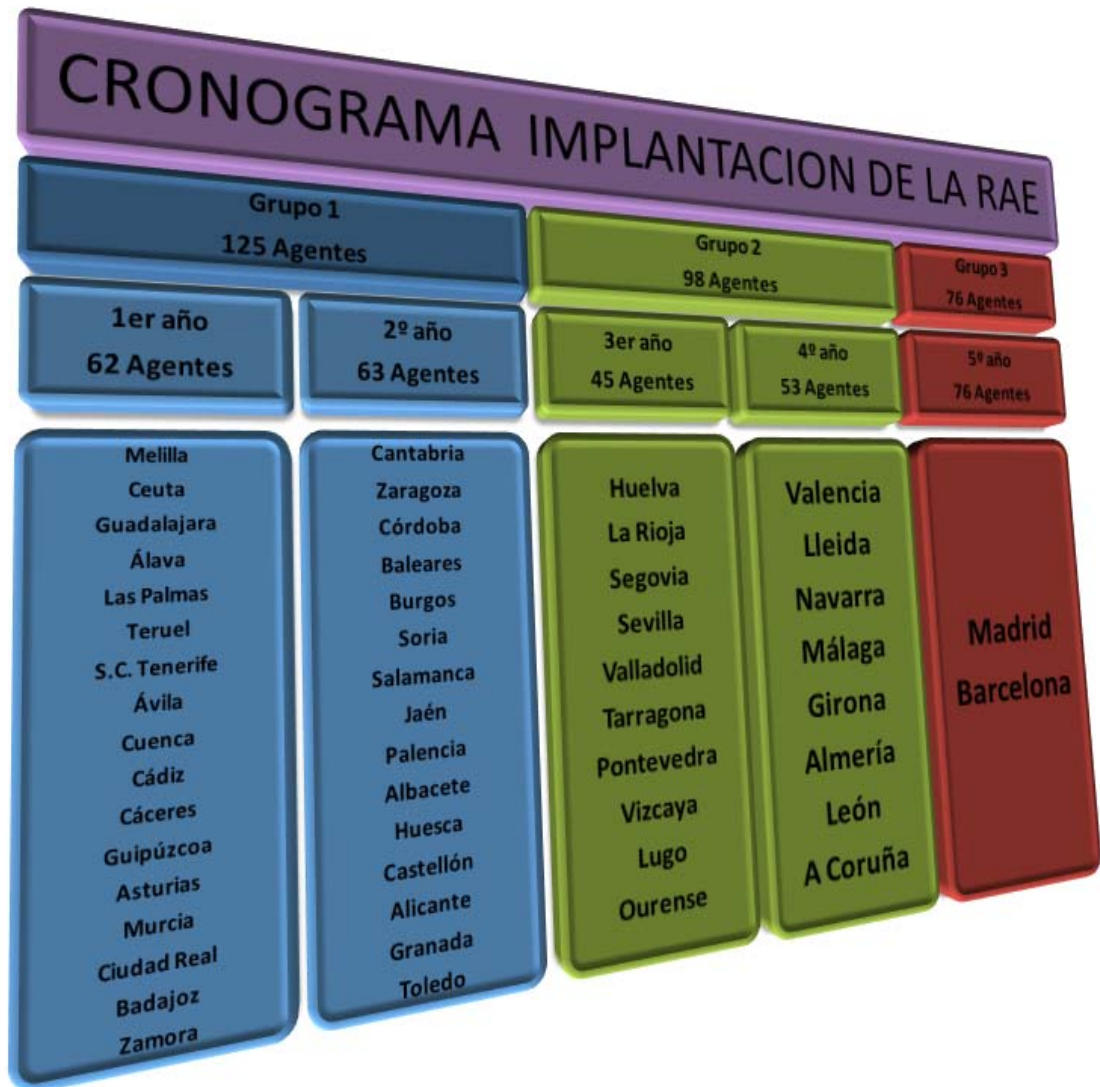 CRONOGRAMA IMPLANTACION DE LA RAE
Grupo 1
125 Agentes
1er año
62 Agentes
2º año
63 Agentes
Grupo 2
98 Agentes
3er año
45 Agentes
4º año
53 Agentes
Grupo 3
76 Agentes
5º año
76 Agentes
Melilla
Ceuta
Guadalajara
Álava
Las Palmas
Teruel
S.C. Tenerife
Ávila
Cuenca
Cádiz
Cáceres
Guipúzcoa
Asturias
Murcia
Ciudad Real
Badajoz
Zamora
Cantabria
Zaragoza
Córdoba
Baleares
Burgos
Soria
Salamanca
Jaén
Palencia
Albacete
Huesca
Castellón
Alicante
Granada
Toledo
Huelva
La Rioja
Segovia
Sevilla
Valladolid
Tarragona
Pontevedra
Vizcaya
Lugo
Ourense
Valencia
Lleida
Navarra
Málaga
Girona
Almería
León
A Coruña
Madrid
Barcelona